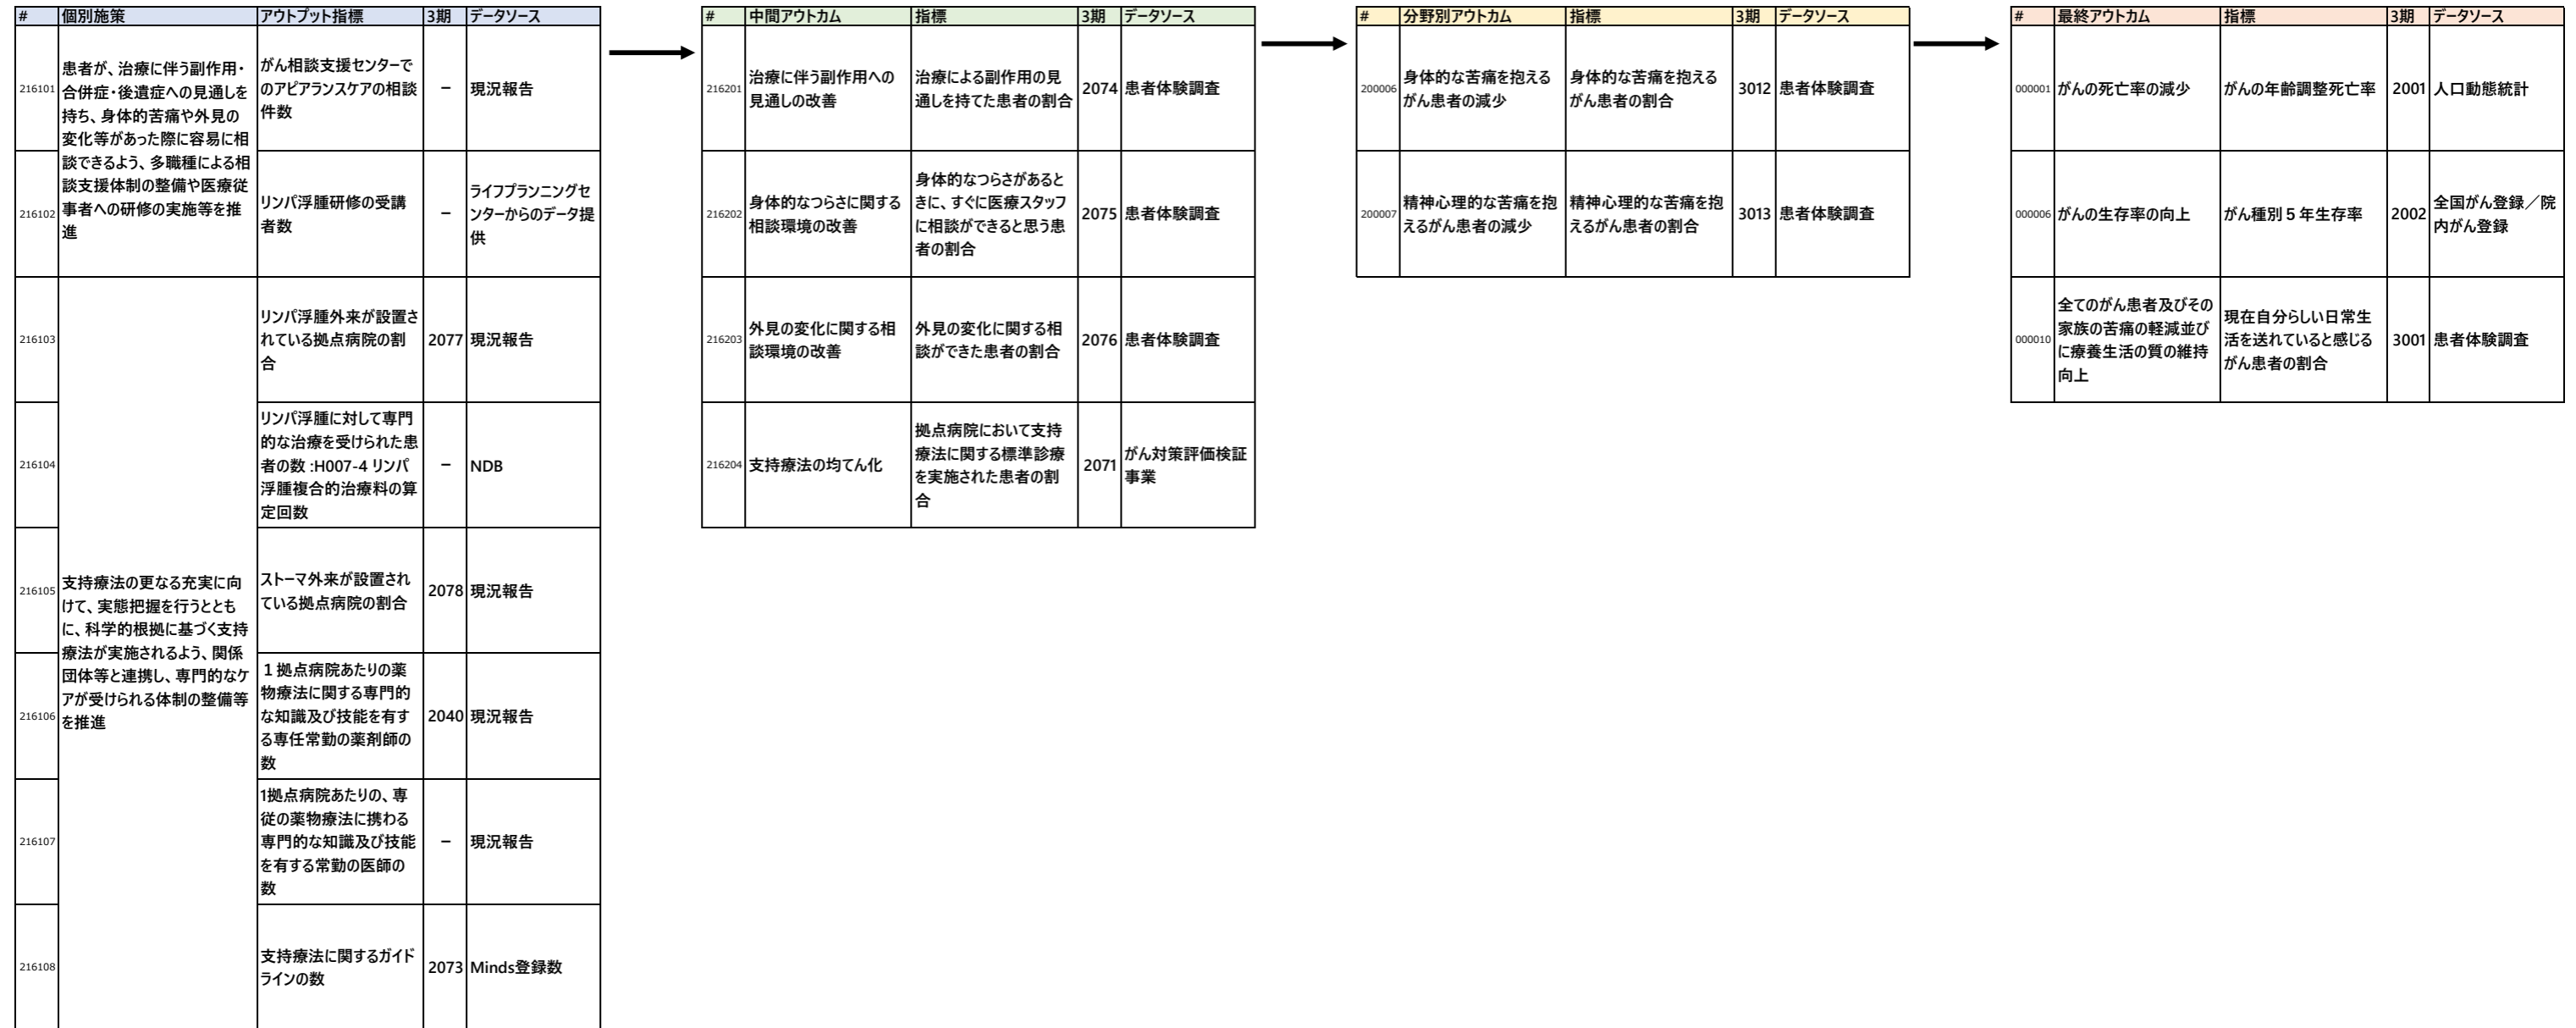 # 個別施策 アウトプット指標 3期 データソース
216101
患者が、治療に伴う副作用・
合併症・後遺症への見通しを
持ち、身体的苦痛や外見の
変化等があった際に容易に相
談できるよう、多職種による相
談支援体制の整備や医療従
事者への研修の実施等を推
進
がん相談支援センターで
のアピアランスケアの相談
件数
－
現況報告
216102
リンパ浮腫研修の受講
者数
－
ライフプランニングセ
ンターからのデータ提
供
216103
支持療法の更なる充実に向
けて、実態把握を行うととも
に、科学的根拠に基づく支持
療法が実施されるよう、関係
団体等と連携し、専門的なケ
アが受けられる体制の整備等
を推進
リンパ浮腫外来が設置さ
れている拠点病院の割
合
2077
現況報告
216104
リンパ浮腫に対して専門
的な治療を受けられた患
者の数 :H007-4 リンパ
浮腫複合的治療料の算
定回数
－
NDB
216105
ストーマ外来が設置され
ている拠点病院の割合
2078
現況報告
216106
１拠点病院あたりの薬
物療法に関する専門的
な知識及び技能を有す
る専任常勤の薬剤師の
数
2040
現況報告
216107
1拠点病院あたりの、専
従の薬物療法に携わる
専門的な知識及び技能
を有する常勤の医師の
数
－
現況報告
216108
支持療法に関するガイド
ラインの数
2073
Minds登録数
# 中間アウトカム 指標 3期 データソース
216201
治療に伴う副作用への
見通しの改善
治療による副作用の見
通しを持てた患者の割合
2074
患者体験調査
216202
身体的なつらさに関する
相談環境の改善
身体的なつらさがあると
きに、すぐに医療スタッフ
に相談ができると思う患
者の割合
2075
患者体験調査
216203
外見の変化に関する相
談環境の改善
外見の変化に関する相
談ができた患者の割合
2076
患者体験調査
216204
支持療法の均てん化
拠点病院において支持
療法に関する標準診療
を実施された患者の割
合
2071
がん対策評価検証
事業
# 分野別アウトカム 指標 3期 データソース
200006
身体的な苦痛を抱える
がん患者の減少
身体的な苦痛を抱える
がん患者の割合
3012
患者体験調査
200007
精神心理的な苦痛を抱
えるがん患者の減少
精神心理的な苦痛を抱
えるがん患者の割合
3013
患者体験調査
# 最終アウトカム 指標 3期 データソース
000001
がんの死亡率の減少
がんの年齢調整死亡率
2001
人口動態統計
000006
がんの生存率の向上
がん種別５年生存率
2002
全国がん登録／院
内がん登録
000010
全てのがん患者及びその
家族の苦痛の軽減並び
に療養生活の質の維持
向上
現在自分らしい日常生
活を送れていると感じる
がん患者の割合
3001
患者体験調査